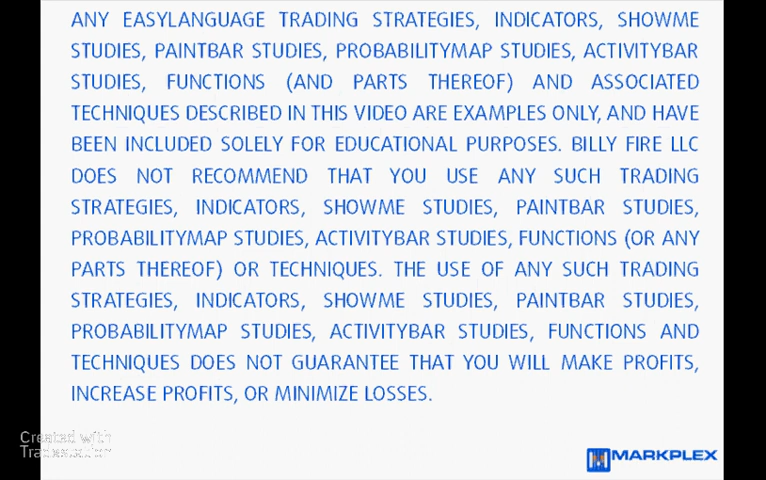 ANY EASYLANGUAGE TRADING STRATEGIES, INDICATORS, SHOWME
STUDIES, PAINTBAR STUDIES, PROBABILITYMAP STUDIES, ACTIVITYBAR
STUDIES, FUNCTIONS (AND PARTS THEREOF) AND ASSOCIATED
TECHNIQUES DESCRIBED IN THIS VIDEO ARE EXAMPLES ONLY, AND HAVE
BEEN INCLUDED SOLELY FOR EDUCATIONAL PURPOSES. BILLY FIRE LLC
DOES NOT RECOMMEND THAT YOU USE ANY SUCH TRADING
STRATEGIES, INDICATORS, SHOWME STUDIES, PAINTBAR STUDIES,
PROBABILITYMAP STUDIES, ACTIVITYBAR STUDIES, FUNCTIONS (OR ANY
PARTS THEREOF) OR TECHNIQUES. THE USE OF ANY SUCH TRADING
STRATEGIES, INDICATORS, SHOWME STUDIES, PAINTBAR STUDIES,
PROBABILITYMAP STUDIES, ACTIVITYBAR STUDIES, FUNCTIONS AND
TECHNIQUES DOES NOT GUARANTEE THAT YOU WILL MAKE PROFITS,
INCREASE PROFITS, OR MINIMIZE LOSSES.
Created with
MARKPLEX